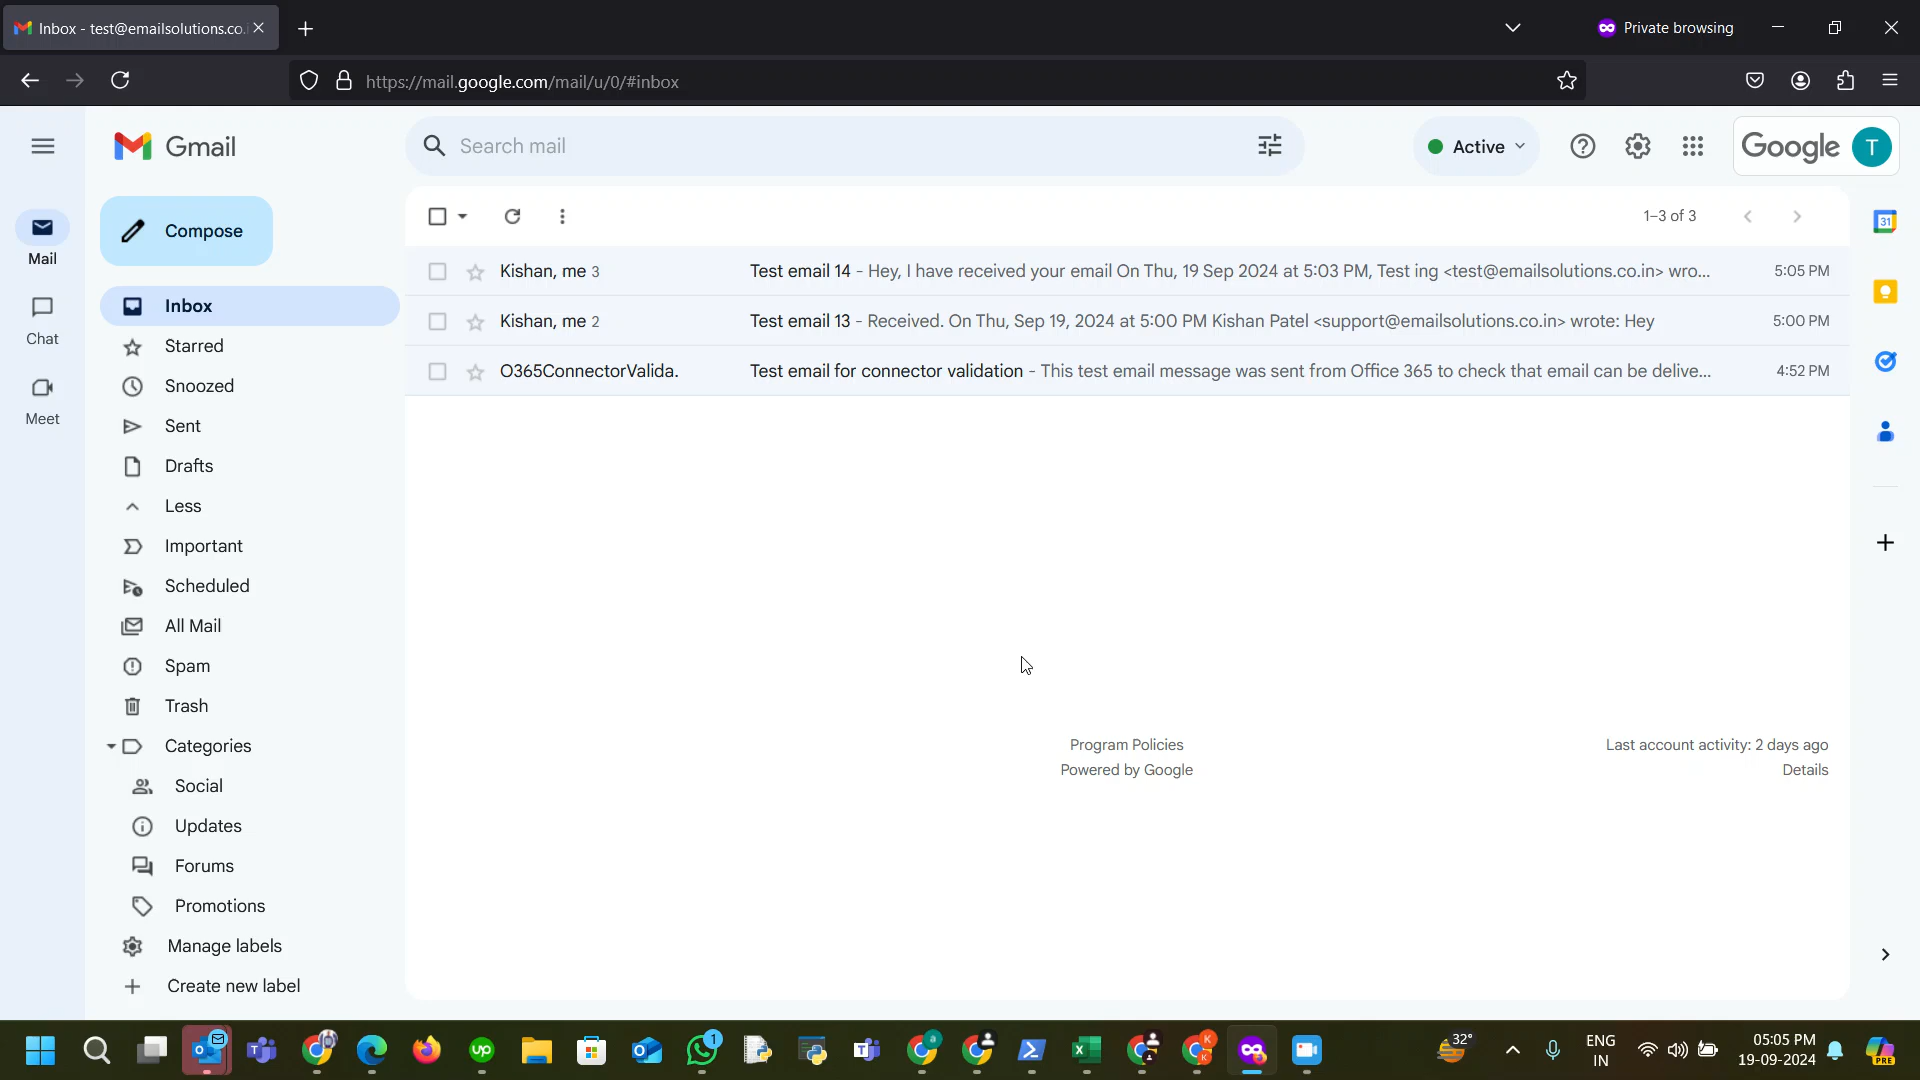 Inbox - test@emailsolutions.co.i
Private browsing
https://mail.google.com/mail/u/0/#inbox
Gmail
Search mail
Active
Google
T
Mail
Chat
Meet
Compose
Inbox
Starred
Snoozed
Sent
Drafts
Less
Important
Scheduled
All Mail
Spam
Trash
Categories
Social
Updates
Forums
Promotions
Manage labels
Create new label
1–3 of 3
Kishan, me 3 Test email 14 - Hey, I have received your email On Thu, 19 Sep 2024 at 5:03 PM, Test ing <test@emailsolutions.co.in> wro... 5:05 PM
Kishan, me 2 Test email 13 - Received. On Thu, Sep 19, 2024 at 5:00 PM Kishan Patel <support@emailsolutions.co.in> wrote: Hey 5:00 PM
O365ConnectorValida. Test email for connector validation - This test email message was sent from Office 365 to check that email can be delive... 4:52 PM
Program Policies
Powered by Google
Last account activity: 2 days ago
Details
31
up
1
32°
ENG
IN
05:05 PM
19-09-2024
PRE